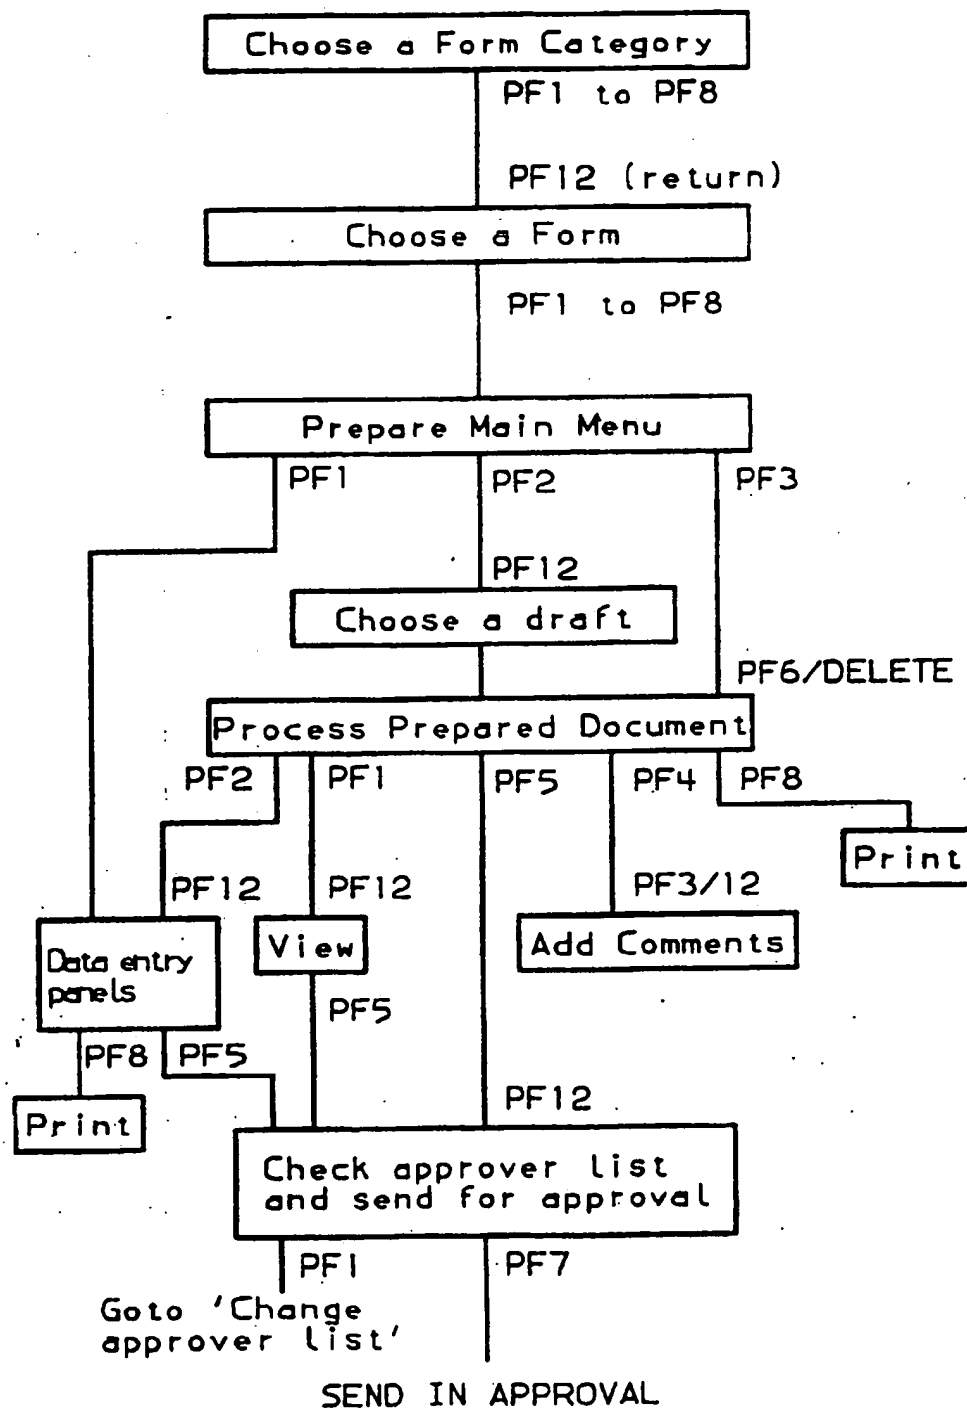 Choose a Form Category
PF1 to PF8
PF12 (return)
Choose a Form
PF1 to PF8
Prepare Main Menu
PF1
PF2
PF3
PF12
Choose a draft
PF6/DELETE
Process Prepared Document
PF2
PF1
PF5
PF4
PF8
Print
PF12
PF12
PF3/12
Data entry
panels
View
Add Comments
PF5
PF8
PF5
PF12
Print
Check approver list
and send for approval
PF1
PF7
Goto 'Change
approver list'
SEND IN APPROVAL